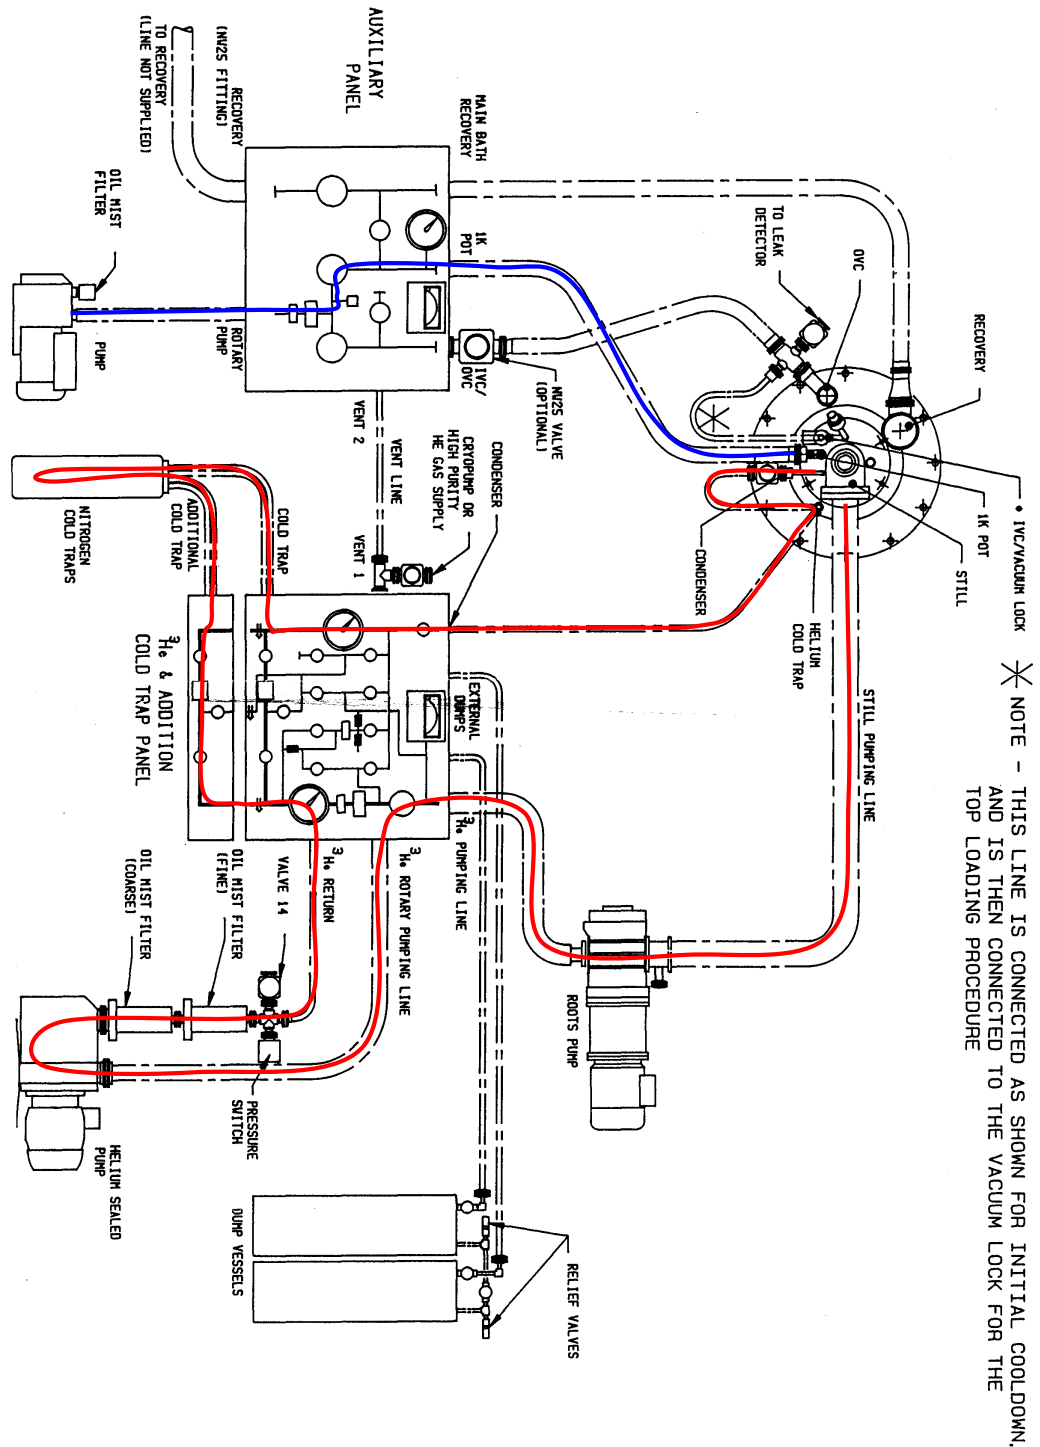 * NOTE - THIS LINE IS CONNECTED AS SHOWN FOR INITIAL COOLDOWN,
AND IS THEN CONNECTED TO THE VACUUM LOCK FOR THE
TOP LOADING PROCEDURE
AUXILIARY
PANEL
(NW25 FITTING)
RECOVERY
TO RECOVERY
(LINE NOT SUPPLIED)
MAIN BATH
RECOVERY
1K
POT
OIL MIST
FILTER
PUMP
ROTARY
PUMP
IVC/
OVC
NW25 VALVE
(OPTIONAL)
TO LEAK
DETECTOR
OVC
RECOVERY
• IVC/VACUUM LOCK
1K POT
STILL
CONDENSER
HELIUM
COLD TRAP
STILL PUMPING LINE
VENT 2
VENT LINE
VENT 1
CRYOPUMP OR
HIGH PURITY
HE GAS SUPPLY
CONDENSER
NITROGEN
COLD TRAPS
ADDITIONAL
COLD TRAP
COLD TRAP
3He & ADDITION
COLD TRAP PANEL
EXTERNAL
DUMPS
3He PUMPING LINE
3He ROTARY PUMPING LINE
3He RETURN
VALVE 14
OIL MIST FILTER
(FINE)
OIL MIST FILTER
(COARSE)
ROOTS PUMP
PRESSURE
SWITCH
HELIUM SEALED
PUMP
DUMP VESSELS
RELIEF VALVES